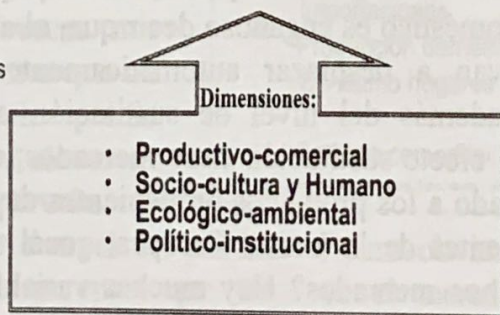 s
Dimensiones:
• Productivo-comercial
• Socio-cultura y Humano
• Ecológico-ambiental
• Político-institucional